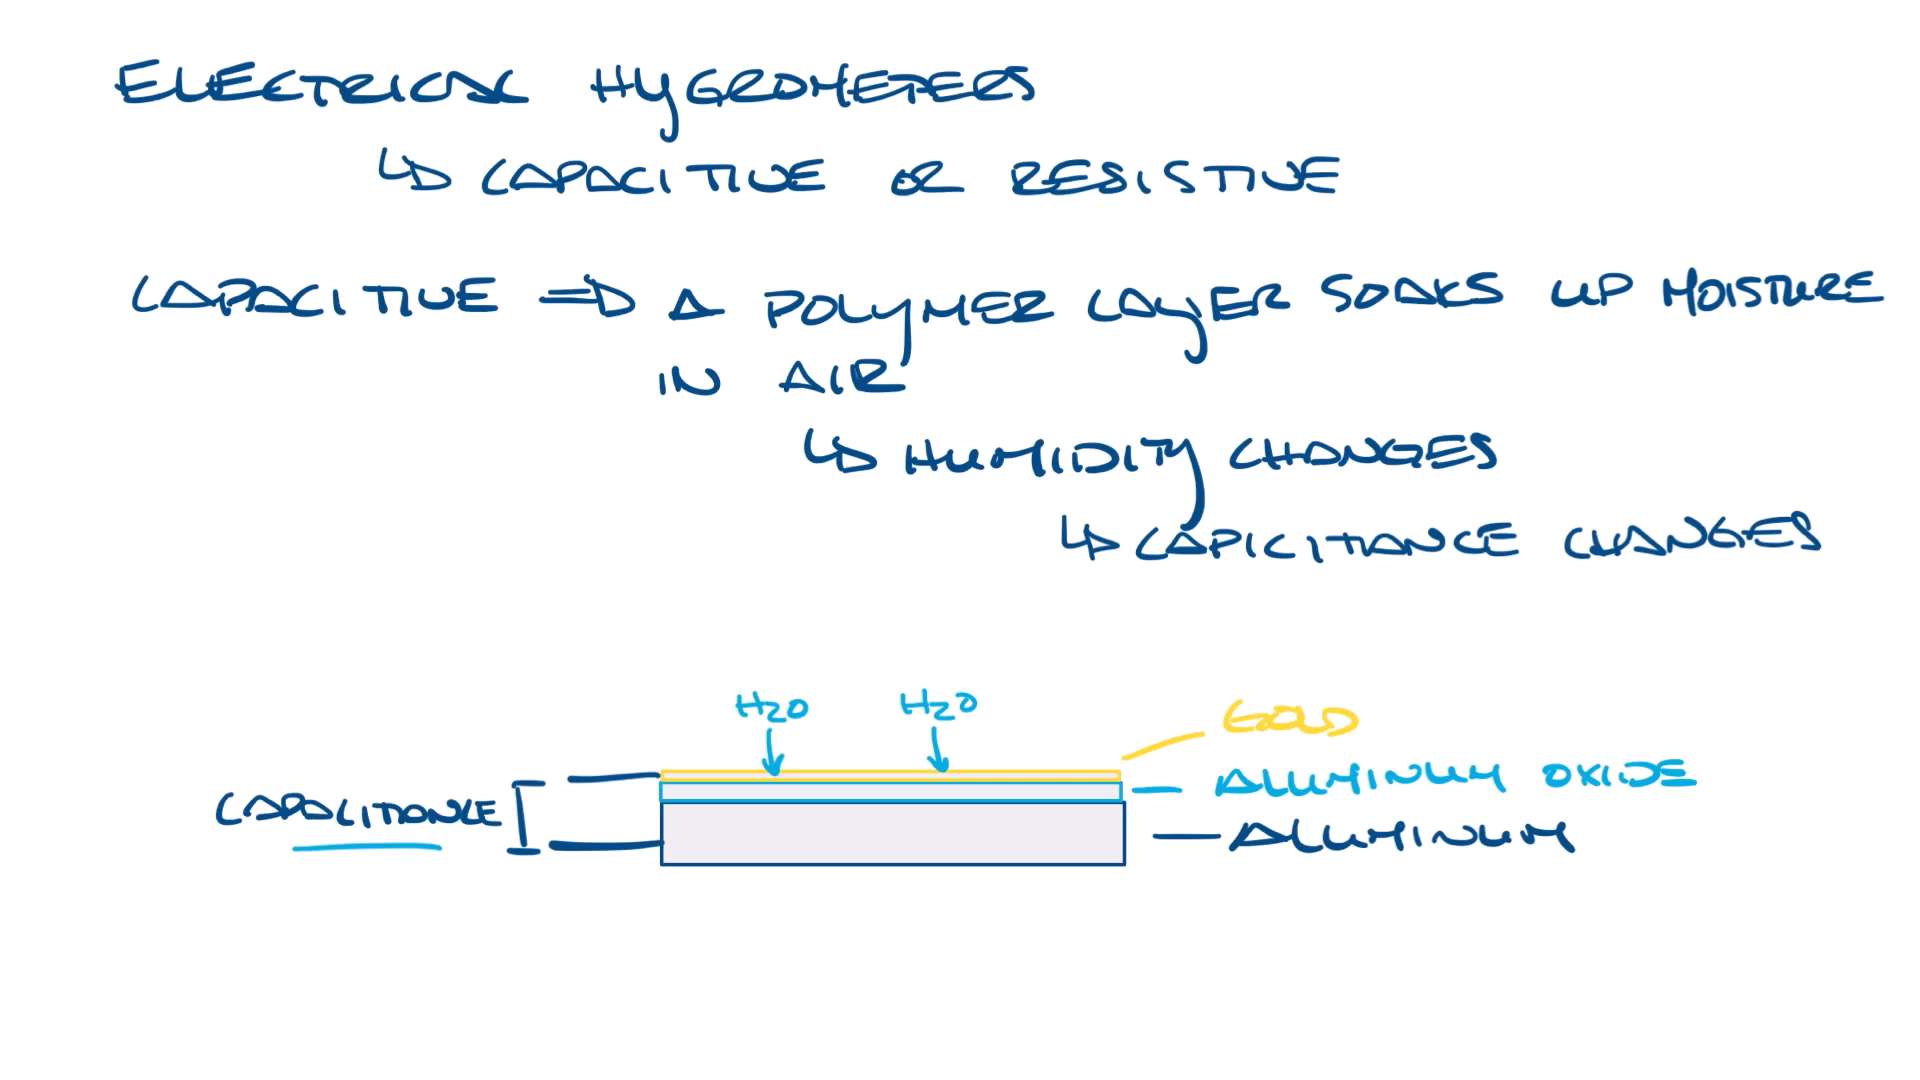 ELECTRICAL HYGROMETERS
↳ CAPACITIVE OR RESISTIVE
CAPACITIVE ⇒ A POLYMER LAYER SOAKS UP MOISTURE
IN AIR
↳ HUMIDITY CHANGES
↳ CAPICITANCE CHANGES
H2O H2O
GOLD
ALUMINUM OXIDE
CAPACITANCE
ALUMINUM